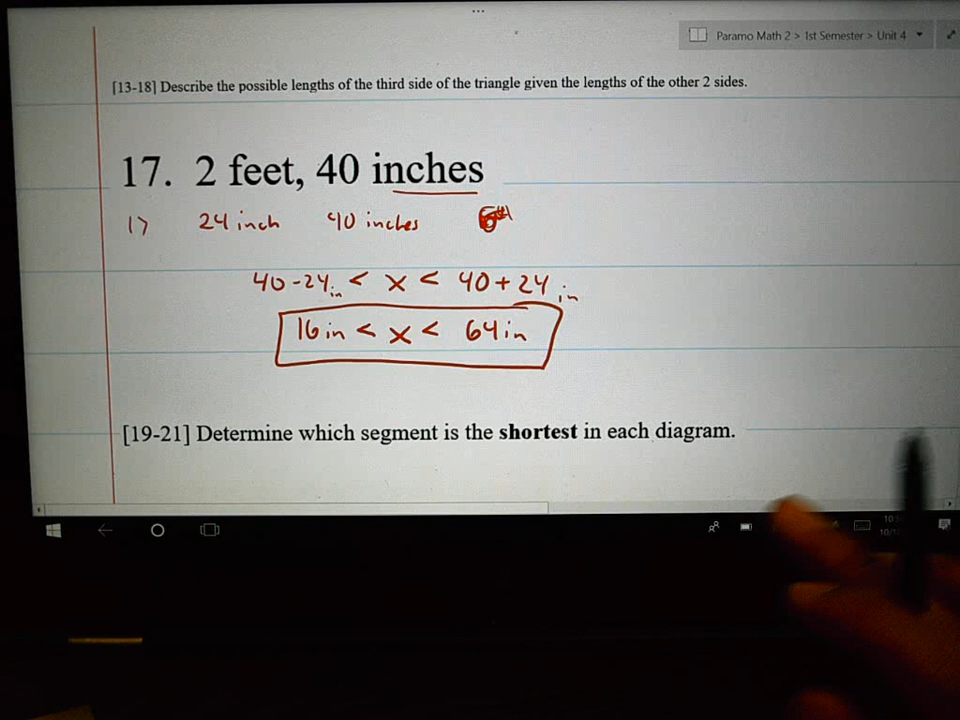 Paramo Math 2 > 1st Semester > Unit 4
[13-18] Describe the possible lengths of the third side of the triangle given the lengths of the other 2 sides.
17. 2 feet, 40 inches
24 inch 40 inches
40-24 in < x < 40+24 in
16 in < x < 64 in
[19-21] Determine which segment is the shortest in each diagram.